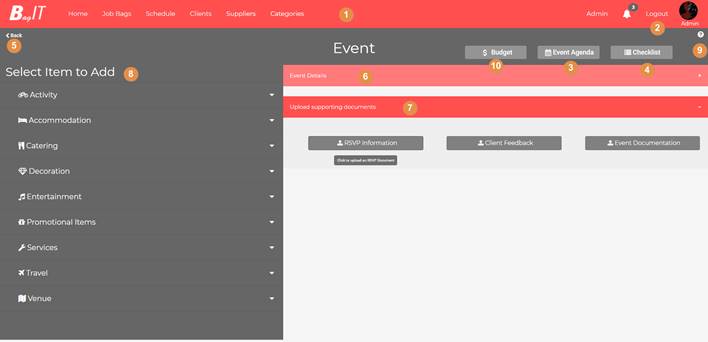 BagIT Home Job Bags Schedule Clients Suppliers Categories 1 Admin 3 Logout
2 Admin
Back ?
5 Event 9
$ Budget Event Agenda Checklist
10 3 4
Select Item to Add 8
Event Details 6
Activity
Upload supporting documents 7
Accommodation
Catering
RSVP Information Client Feedback Event Documentation
Click to upload an RSVP Document
Decoration
Entertainment
Promotional Items
Services
Travel
Venue